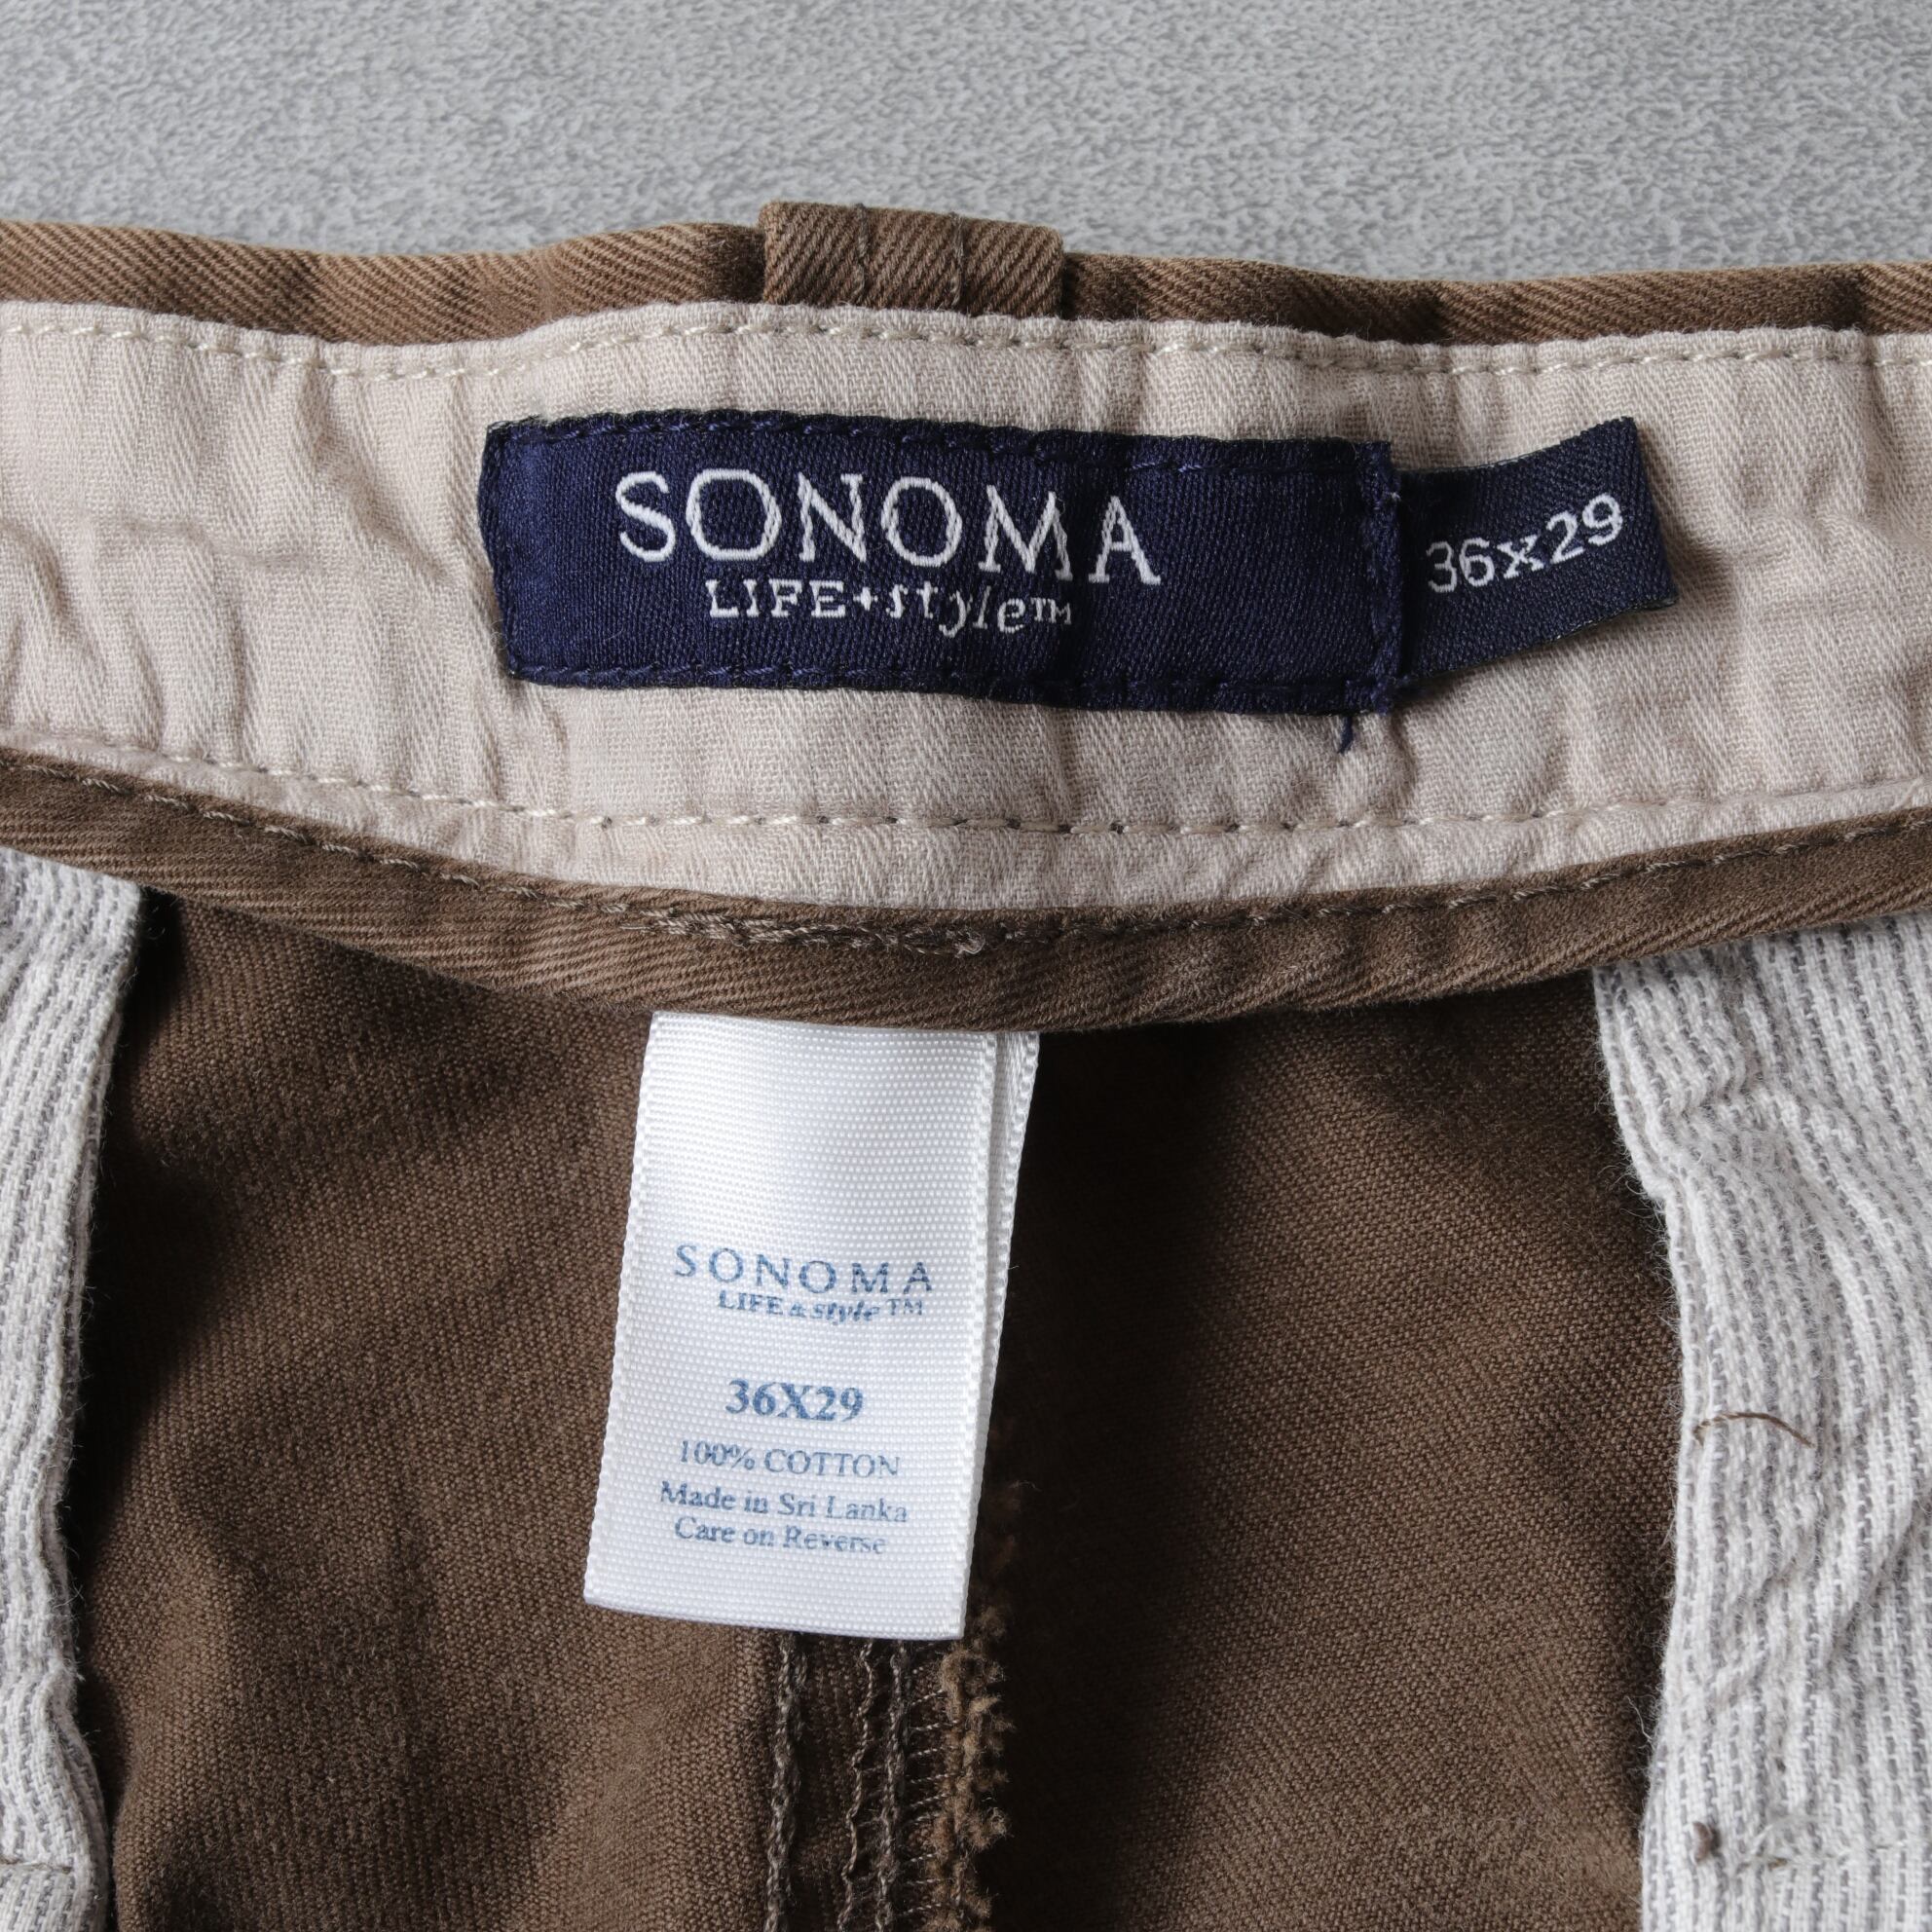 SONOMA
LIFE+style™
36x29
SONOMA
LIFE & style™
36X29
100% COTTON
Made in Sri Lanka
Care on Reverse